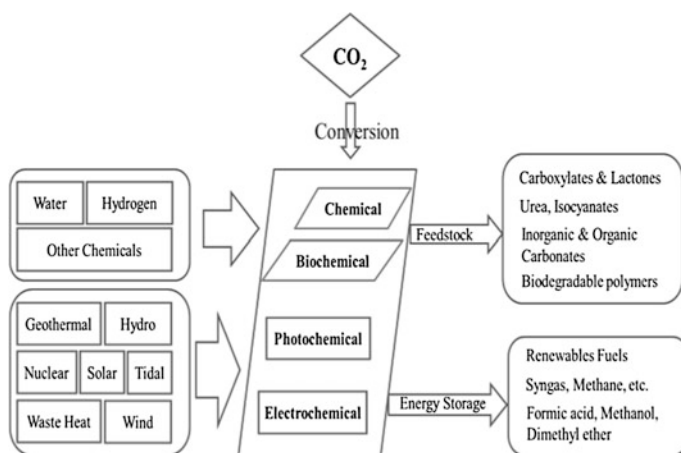 CO₂
Conversion
Water
Hydrogen
Other Chemicals
Geothermal
Hydro
Nuclear
Solar
Tidal
Waste Heat
Wind
Chemical
Biochemical
Photochemical
Electrochemical
Feedstock
Energy Storage
Carboxylates & Lactones
Urea, Isocyanates
Inorganic & Organic
Carbonates
Biodegradable polymers
Renewables Fuels
Syngas, Methane, etc.
Formic acid, Methanol,
Dimethyl ether